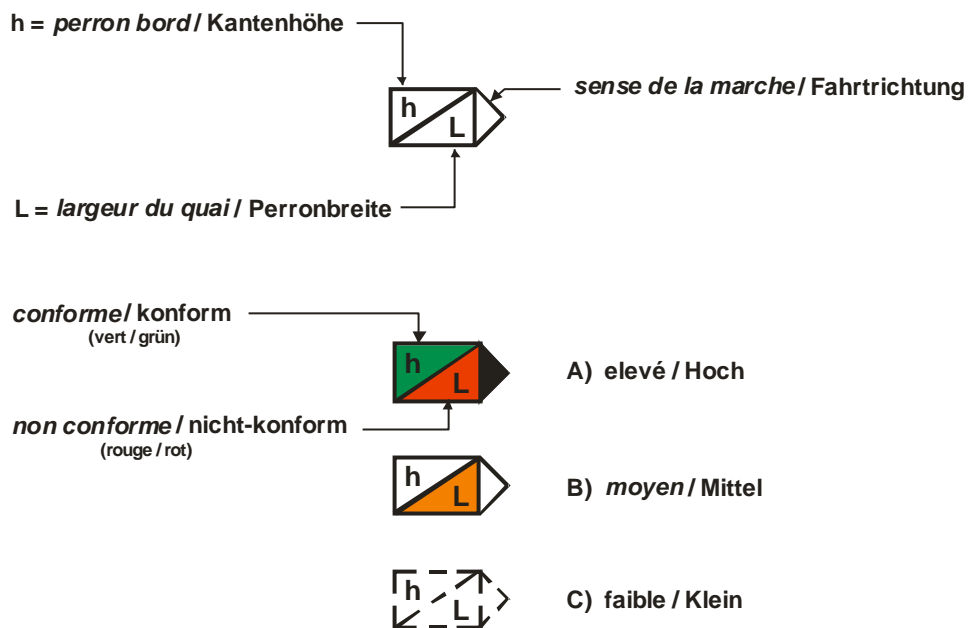 h = perron bord / Kantenhöhe
sense de la marche / Fahrtrichtung
h
L
L = largeur du quai / Perronbreite
conforme / konform
(vert / grün)
h
L
A) elevé / Hoch
non conforme / nicht-konform
(rouge / rot)
h
L
B) moyen / Mittel
h
L
C) faible / Klein